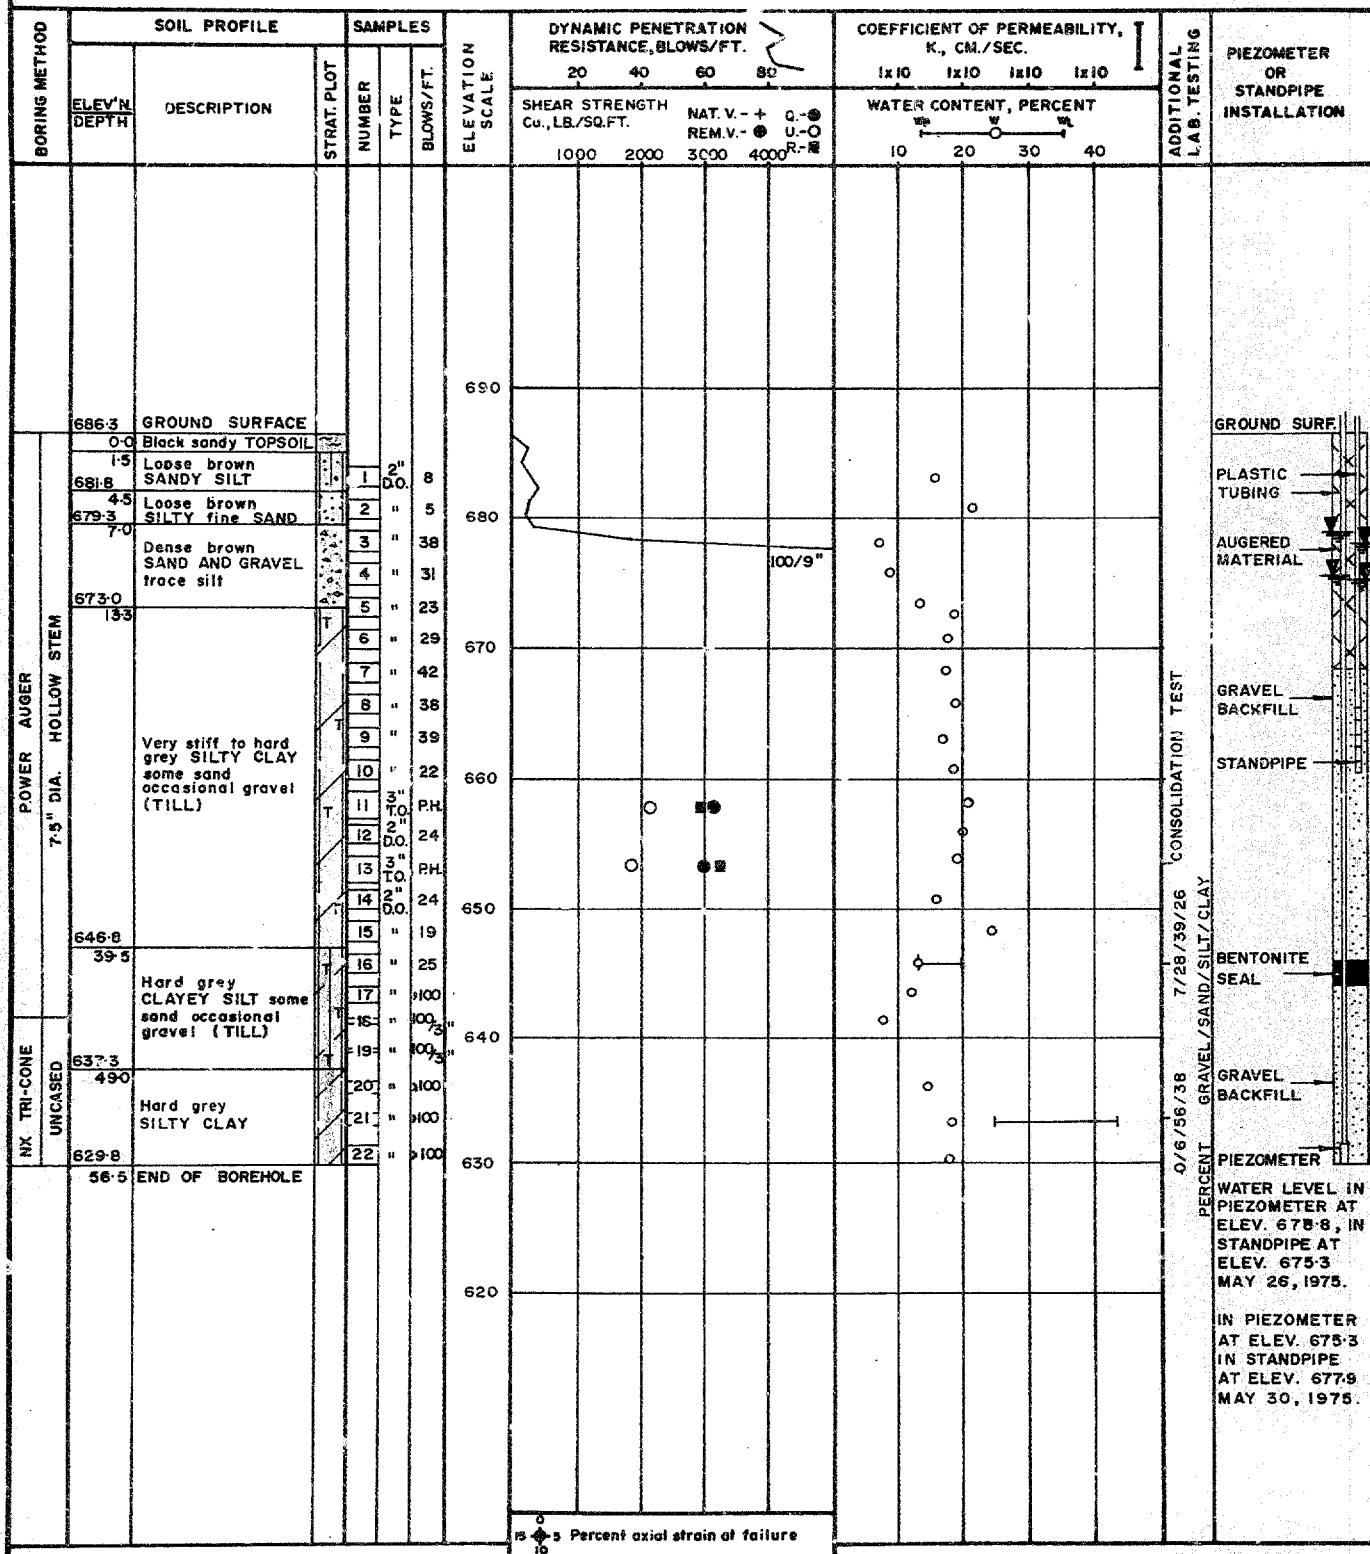 BORING METHOD
SOIL PROFILE
ELEV'N.
DEPTH
DESCRIPTION
STRAT. PLOT
SAMPLES
NUMBER
TYPE
BLOWS/FT.
ELEVATION
SCALE
DYNAMIC PENETRATION
RESISTANCE, BLOWS/FT.
20 40 60 80
SHEAR STRENGTH
Cu., LB./SQ.FT.
NAT. V.- + Q.-●
REM.V.- ● U.-○
R.-■
1000 2000 3000 4000
COEFFICIENT OF PERMEABILITY,
K., CM./SEC.
1x10 1x10 1x10 1x10
WATER CONTENT, PERCENT
Wp W WL
10 20 30 40
ADDITIONAL
LAB. TESTING
PIEZOMETER
OR
STANDPIPE
INSTALLATION
690
686.3 GROUND SURFACE
0.0 Black sandy TOPSOIL
1.5 Loose brown
SANDY SILT
681.8
1 2" D.O. 8
4.5 Loose brown
679.3 SILTY fine SAND
2 " 5
680
7.0
Dense brown
SAND AND GRAVEL
trace silt
3 " 38
4 " 31
100/9"
673.0
13.3
5 " 23
6 " 29
670
7 " 42
8 " 38
9 " 39
Very stiff to hard
grey SILTY CLAY
some sand
occasional gravel
(TILL)
10 " 22
660
11 3" T.O. P.H.
12 2" D.O. 24
13 3" T.O. P.H.
14 2" D.O. 24
650
15 " 19
646.8
39.5
16 " 25
Hard grey
CLAYEY SILT some
sand occasional
gravel (TILL)
17 " >100
18 " 100/3"
640
19 " 100/3"
637.3
49.0
20 " >100
Hard grey
SILTY CLAY
21 " >100
22 " >100
629.8
630
56.5 END OF BOREHOLE
620
POWER AUGER
7.5" DIA. HOLLOW STEM
NX TRI-CONE
UNCASED
CONSOLIDATION TEST
7/28/39/26
0/6/56/38
PERCENT GRAVEL/SAND/SILT/CLAY
GROUND SURF.
PLASTIC
TUBING
AUGERED
MATERIAL
GRAVEL
BACKFILL
STANDPIPE
BENTONITE
SEAL
GRAVEL
BACKFILL
PIEZOMETER
WATER LEVEL IN
PIEZOMETER AT
ELEV. 678.8, IN
STANDPIPE AT
ELEV. 675.3
MAY 26, 1975.
IN PIEZOMETER
AT ELEV. 675.3
IN STANDPIPE
AT ELEV. 677.9
MAY 30, 1975.
0
15 5 Percent axial strain at failure
10